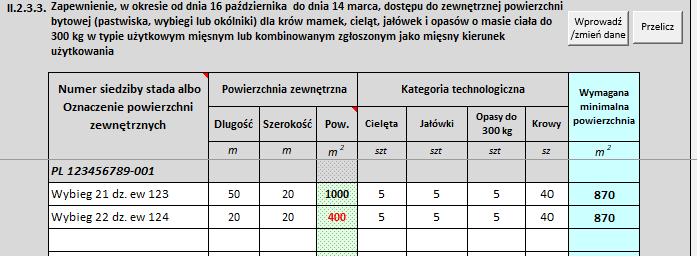 II.2.3.3. Zapewnienie, w okresie od dnia 16 października do dnia 14 marca, dostępu do zewnętrznej powierzchni
bytowej (pastwiska, wybiegi lub okólniki) dla krów mamek, cieląt, jałówek i opasów o masie ciała do
300 kg w typie użytkowym mięsnym lub kombinowanym zgłoszonym jako mięsny kierunek
użytkowania
Wprowadź
/zmień dane
Przelicz
Numer siedziby stada albo
Oznaczenie powierzchni
zewnętrznych
Powierzchnia zewnętrzna
Kategoria technologiczna
Wymagana
minimalna
powierzchnia
Długość Szerokość Pow. Cielęta Jałówki Opasy do
300 kg Krowy
m m m 2 szt szt szt sz m 2
PL 123456789-001
Wybieg 21 dz. ew 123 50 20 1000 5 5 5 40 870
Wybieg 22 dz. ew 124 20 20 400 5 5 5 40 870